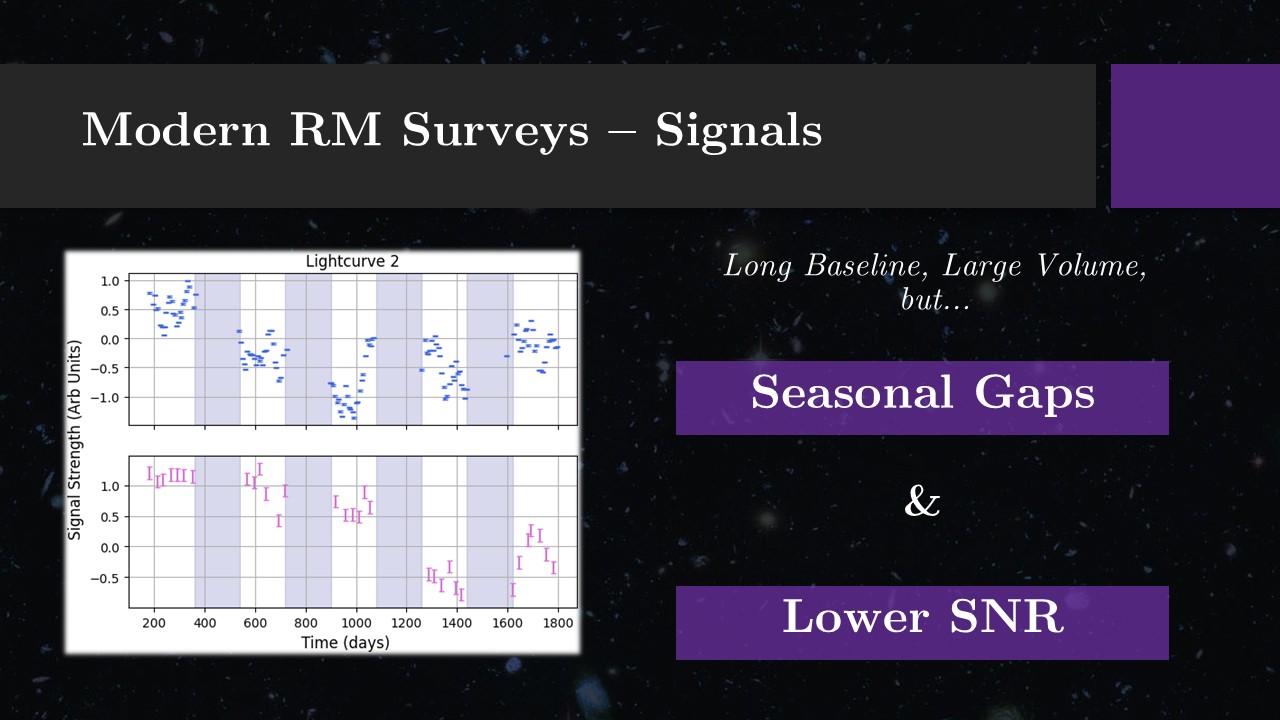 Modern RM Surveys – Signals
Lightcurve 2
1.0
0.5
0.0
−0.5
−1.0
Signal Strength (Arb Units)
1.0
0.5
0.0
−0.5
200 400 600 800 1000 1200 1400 1600 1800
Time (days)
Long Baseline, Large Volume,
but...
Seasonal Gaps
&
Lower SNR